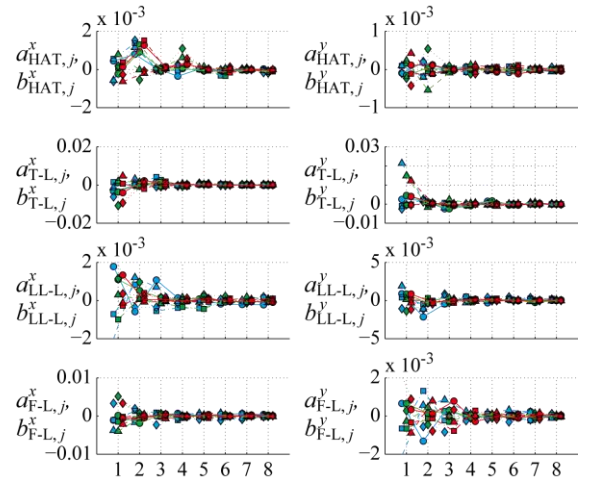 x 10⁻³
2
a^x_HAT, j,
0
b^x_HAT, j
−2
x 10⁻³
1
a^y_HAT, j,
0
b^y_HAT, j
−1
0.02
a^x_T-L, j,
0
b^x_T-L, j
−0.02
0.03
a^y_T-L, j,
0
b^y_T-L, j
−0.01
x 10⁻³
2
a^x_LL-L, j,
0
b^x_LL-L, j
−2
x 10⁻³
5
a^y_LL-L, j,
0
b^y_LL-L, j
−5
0.01
a^x_F-L, j,
0
b^x_F-L, j
−0.01
1 2 3 4 5 6 7 8
x 10⁻³
2
a^y_F-L, j,
0
b^y_F-L, j
−2
1 2 3 4 5 6 7 8